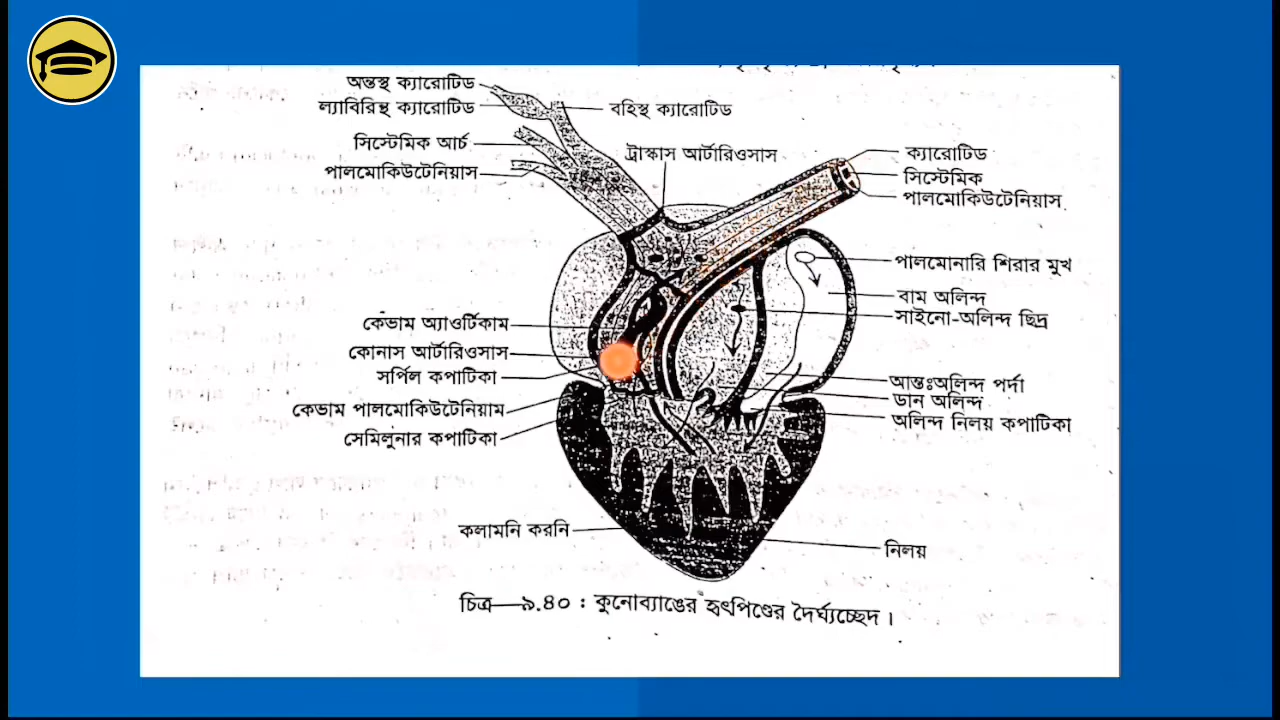 অন্তস্থ ক্যারোটিড
ল্যাবিরিন্থ ক্যারোটিড
বহিস্থ ক্যারোটিড
সিস্টেমিক আর্চ
পালমোকিউটেনিয়াস
ট্রাঙ্কাস আর্টারিওসাস
ক্যারোটিড
সিস্টেমিক
পালমোকিউটেনিয়াস
পালমোনারি শিরার মুখ
বাম অলিন্দ
সাইনো-অলিন্দ ছিদ্র
কেভাম অ্যাওর্টিকাম
কোনাস আর্টারিওসাস
সর্পিল কপাটিকা
কেভাম পালমোকিউটেনিয়াম
সেমিলুনার কপাটিকা
আন্তঃঅলিন্দ পর্দা
ডান অলিন্দ
অলিন্দ নিলয় কপাটিকা
কলামনি করনি
নিলয়
চিত্র—৯.৪০ : কুনোব্যাঙের হৃৎপিণ্ডের দৈর্ঘ্যচ্ছেদ।